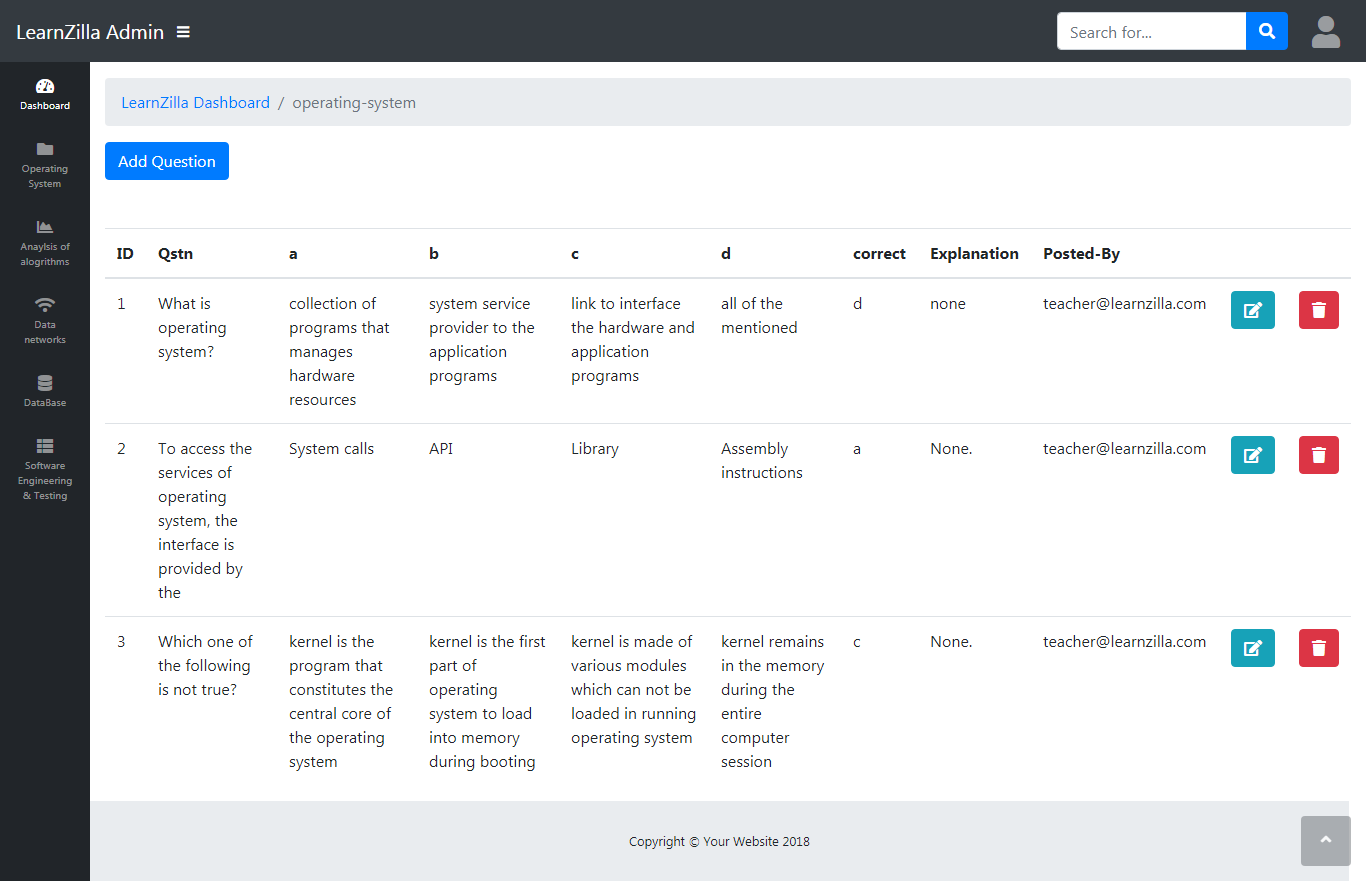 LearnZilla Admin
Search for...
Dashboard
Operating
System
Anaylsis of
alogrithms
Data
networks
DataBase
Software
Engineering
& Testing
LearnZilla Dashboard / operating-system
Add Question
ID Qstn a b c d correct Explanation Posted-By
1 What is collection of system service link to interface all of the d none teacher@learnzilla.com
operating programs that provider to the the hardware and mentioned
system? manages application application
hardware programs programs
resources
2 To access the System calls API Library Assembly a None. teacher@learnzilla.com
services of instructions
operating
system, the
interface is
provided by
the
3 Which one of kernel is the kernel is the first kernel is made of kernel remains c None. teacher@learnzilla.com
the following program that part of various modules in the memory
is not true? constitutes the operating which can not be during the
central core of system to load loaded in running entire
the operating into memory operating system computer
system during booting session
Copyright © Your Website 2018